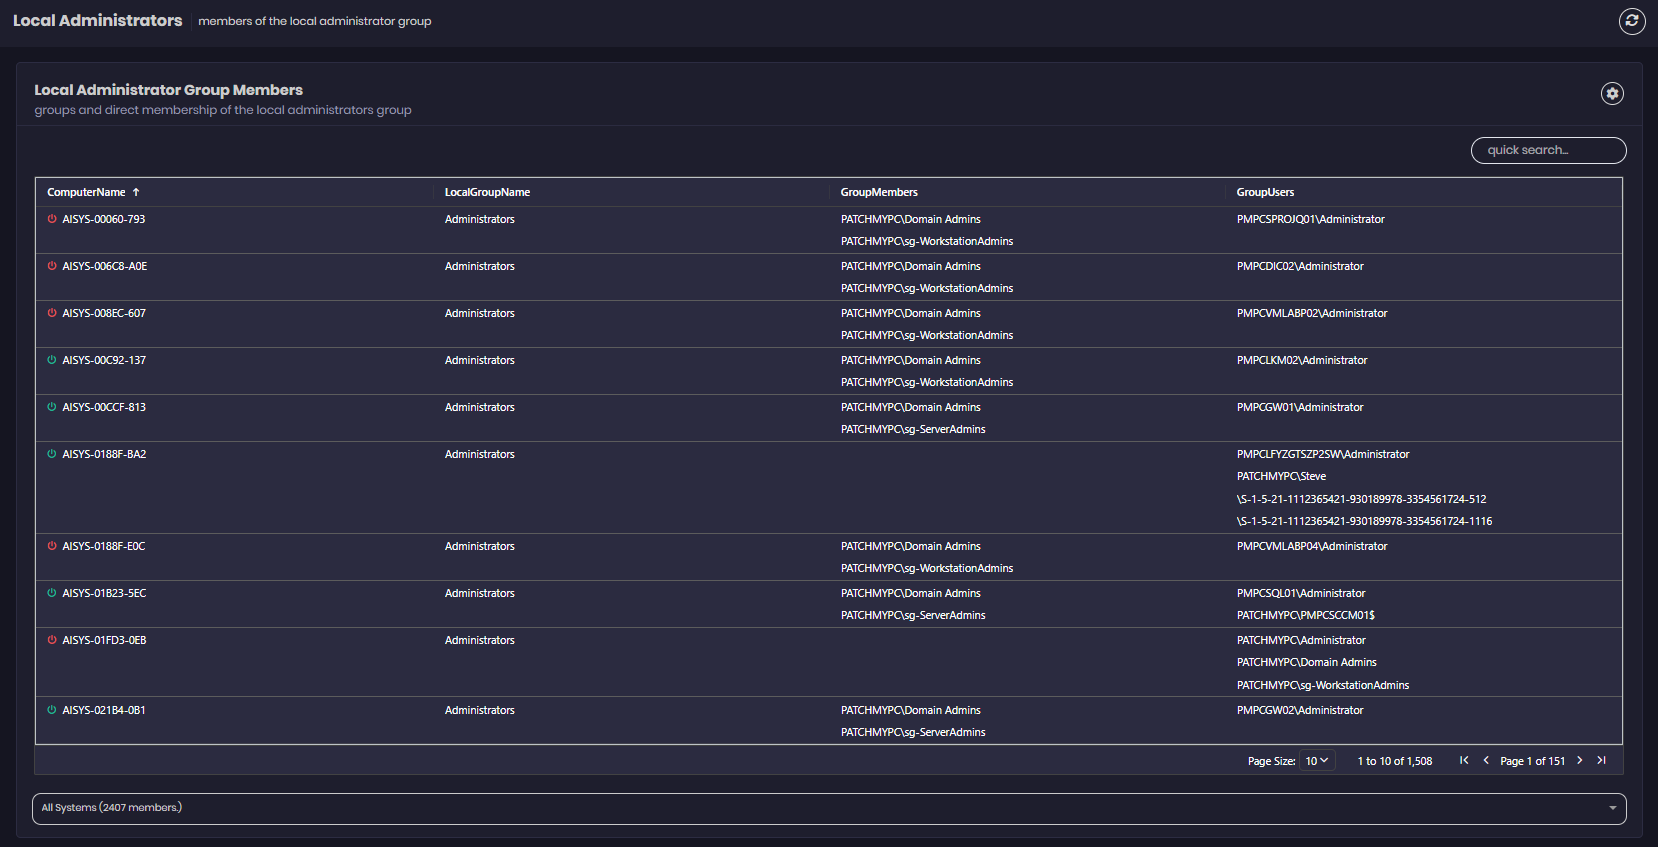 Local Administrators members of the local administrator group
Local Administrator Group Members
groups and direct membership of the local administrators group
quick search...
ComputerName LocalGroupName GroupMembers GroupUsers
AISYS-00060-793 Administrators PATCHMYPC\Domain Admins PMPCSPROJQ01\Administrator
PATCHMYPC\sg-WorkstationAdmins
AISYS-006C8-A0E Administrators PATCHMYPC\Domain Admins PMPCDIC02\Administrator
PATCHMYPC\sg-WorkstationAdmins
AISYS-008EC-607 Administrators PATCHMYPC\Domain Admins PMPCVMLABP02\Administrator
PATCHMYPC\sg-WorkstationAdmins
AISYS-00C92-137 Administrators PATCHMYPC\Domain Admins PMPCLKM02\Administrator
PATCHMYPC\sg-WorkstationAdmins
AISYS-00CCF-813 Administrators PATCHMYPC\Domain Admins PMPCGW01\Administrator
PATCHMYPC\sg-ServerAdmins
AISYS-0188F-BA2 Administrators PMPCLFYZGTSZP2SW\Administrator
PATCHMYPC\Steve
\S-1-5-21-1112365421-930189978-3354561724-512
\S-1-5-21-1112365421-930189978-3354561724-1116
AISYS-0188F-E0C Administrators PATCHMYPC\Domain Admins PMPCVMLABP04\Administrator
PATCHMYPC\sg-WorkstationAdmins
AISYS-01B23-5EC Administrators PATCHMYPC\Domain Admins PMPCSQL01\Administrator
PATCHMYPC\sg-ServerAdmins PATCHMYPC\PMPCSCCM01$
AISYS-01FD3-0EB Administrators PATCHMYPC\Administrator
PATCHMYPC\Domain Admins
PATCHMYPC\sg-WorkstationAdmins
AISYS-021B4-0B1 Administrators PATCHMYPC\Domain Admins PMPCGW02\Administrator
PATCHMYPC\sg-ServerAdmins
Page Size: 10 1 to 10 of 1,508 Page 1 of 151
All Systems (2407 members.)